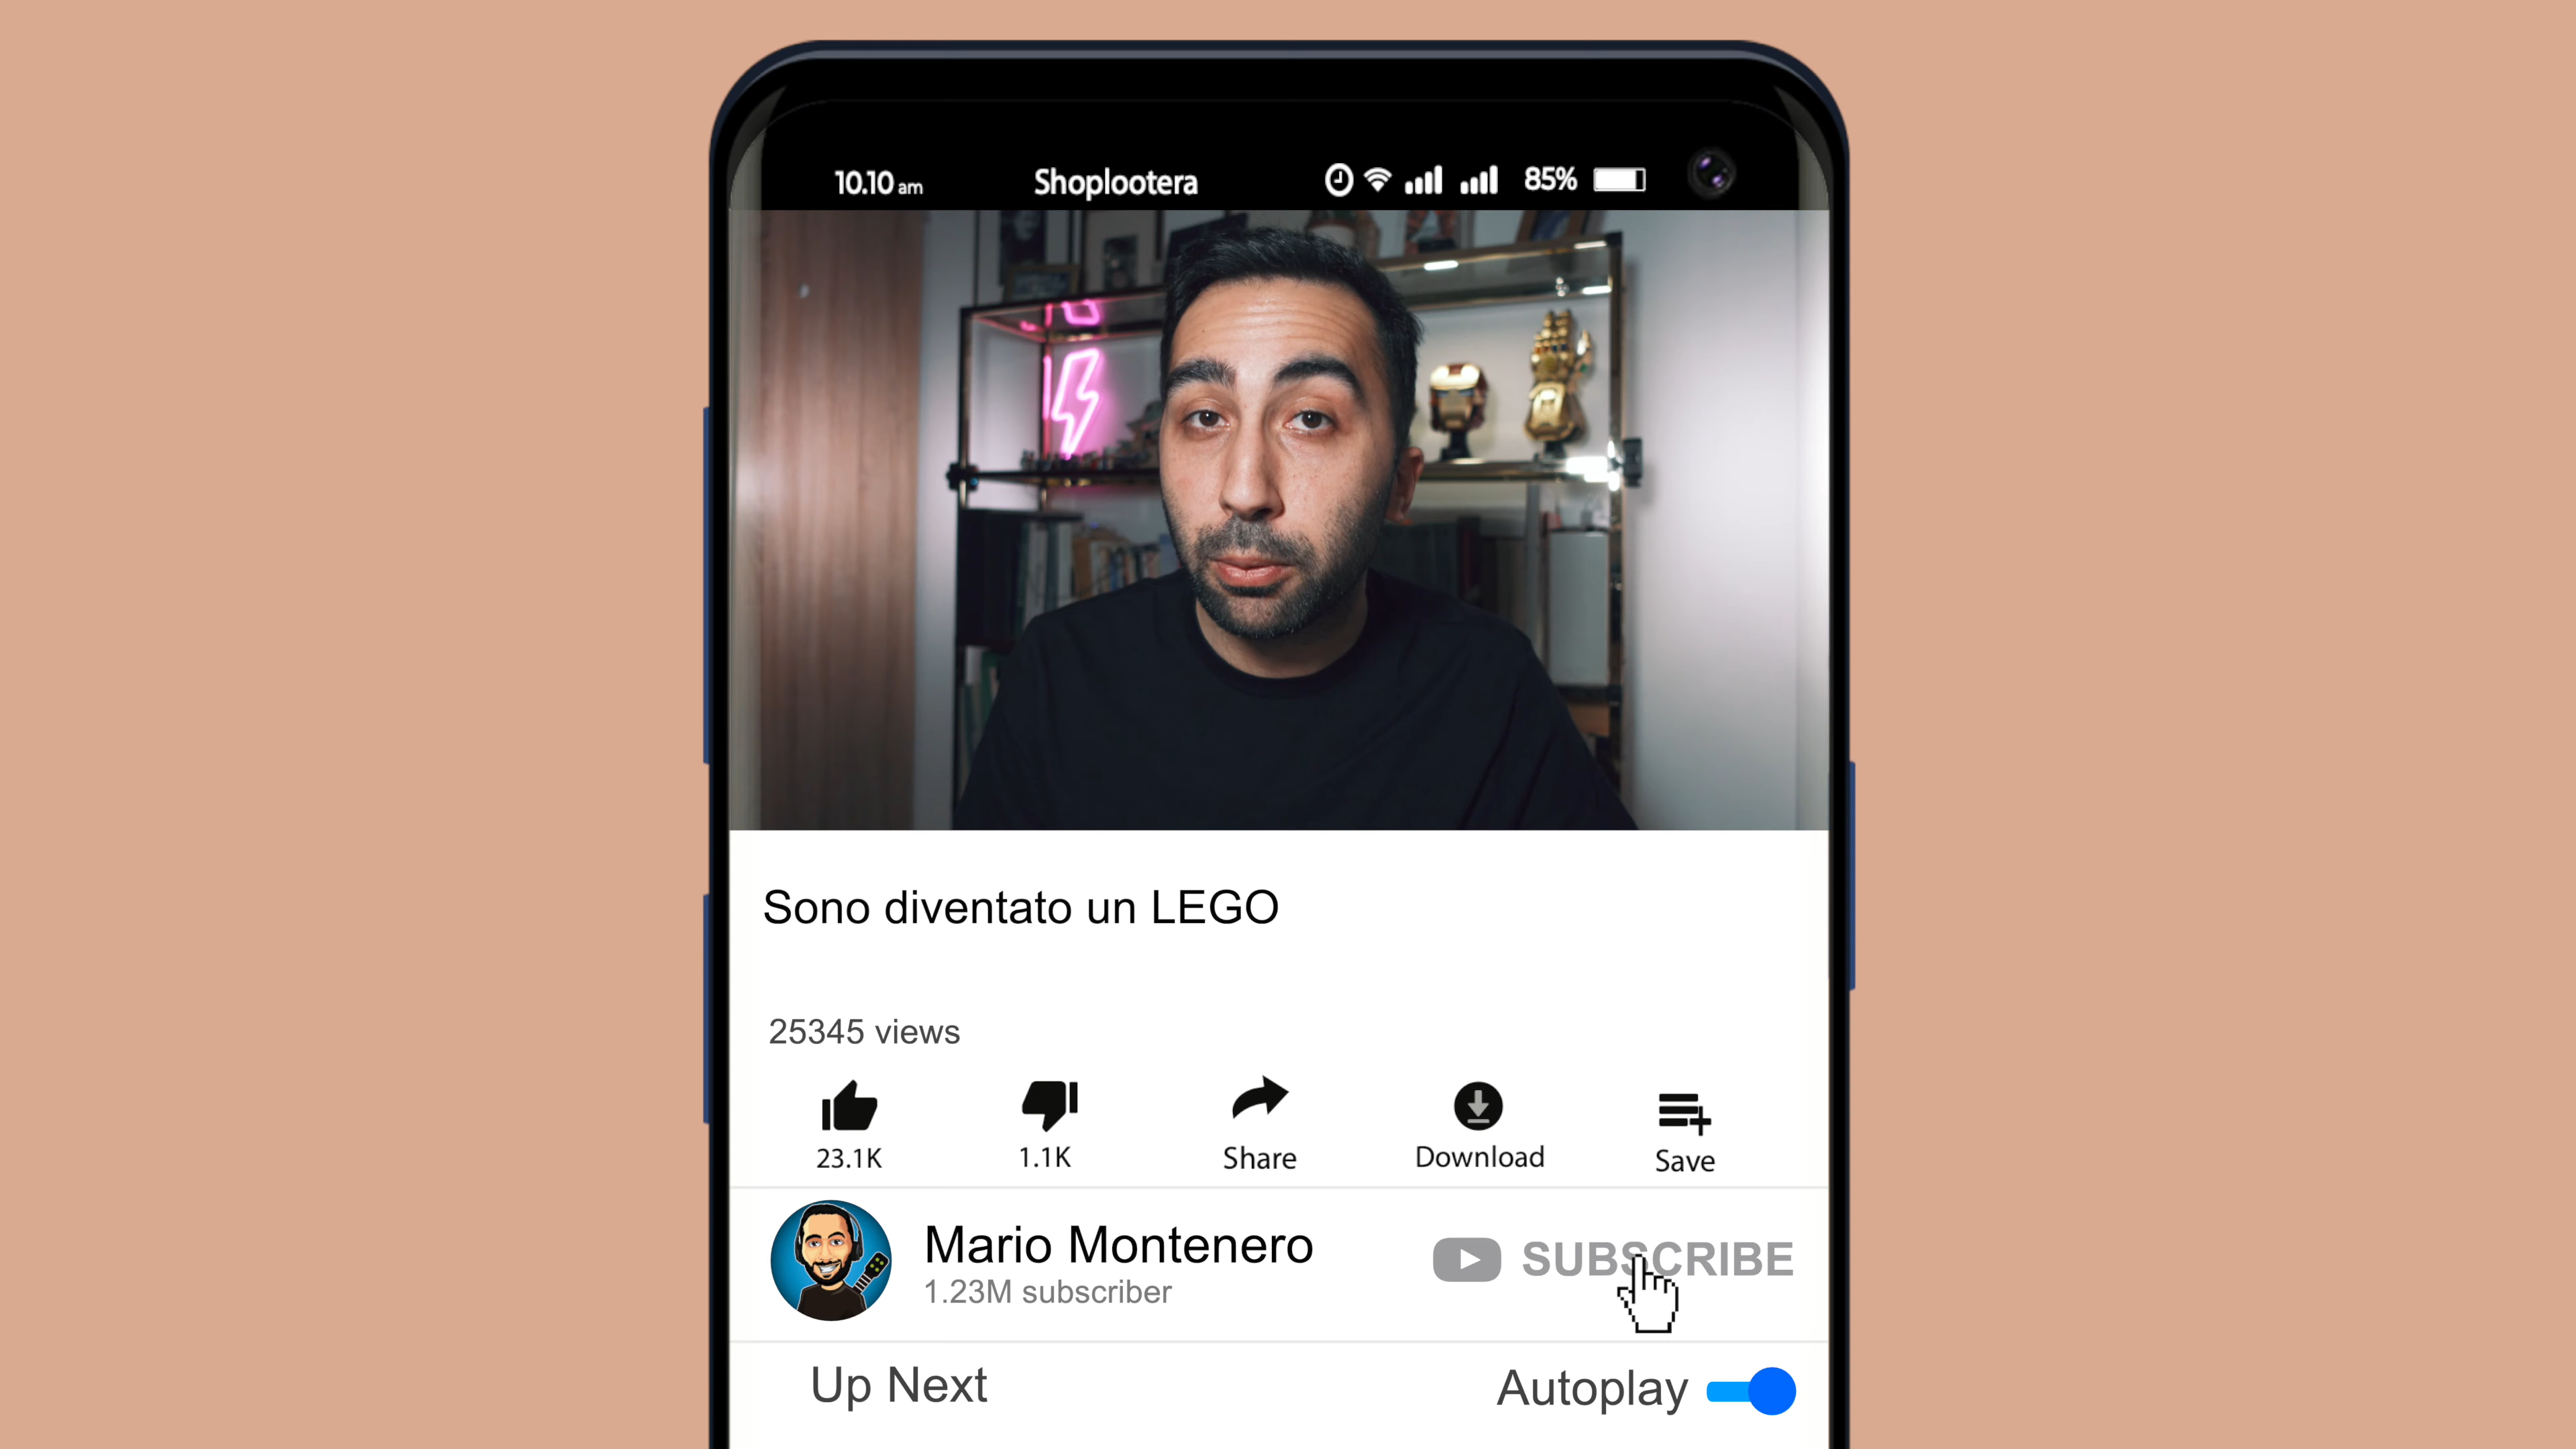 10.10 am Shoplootera 85%
Sono diventato un LEGO
25345 views
23.1K 1.1K Share Download Save
Mario Montenero SUBSCRIBE
1.23M subscriber
Up Next Autoplay